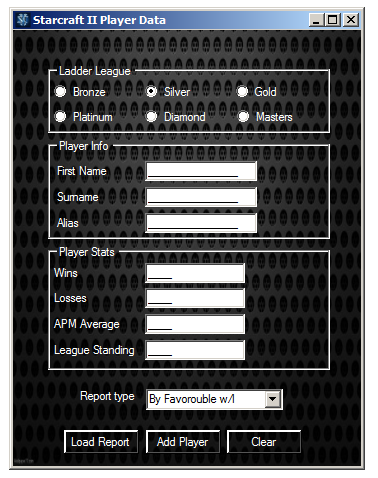 Starcraft II Player Data
Ladder League
Bronze Silver Gold
Platinum Diamond Masters
Player Info
First Name
Surname
Alias
Player Stats
Wins
Losses
APM Average
League Standing
Report type By Favorouble w/l
Load Report Add Player Clear